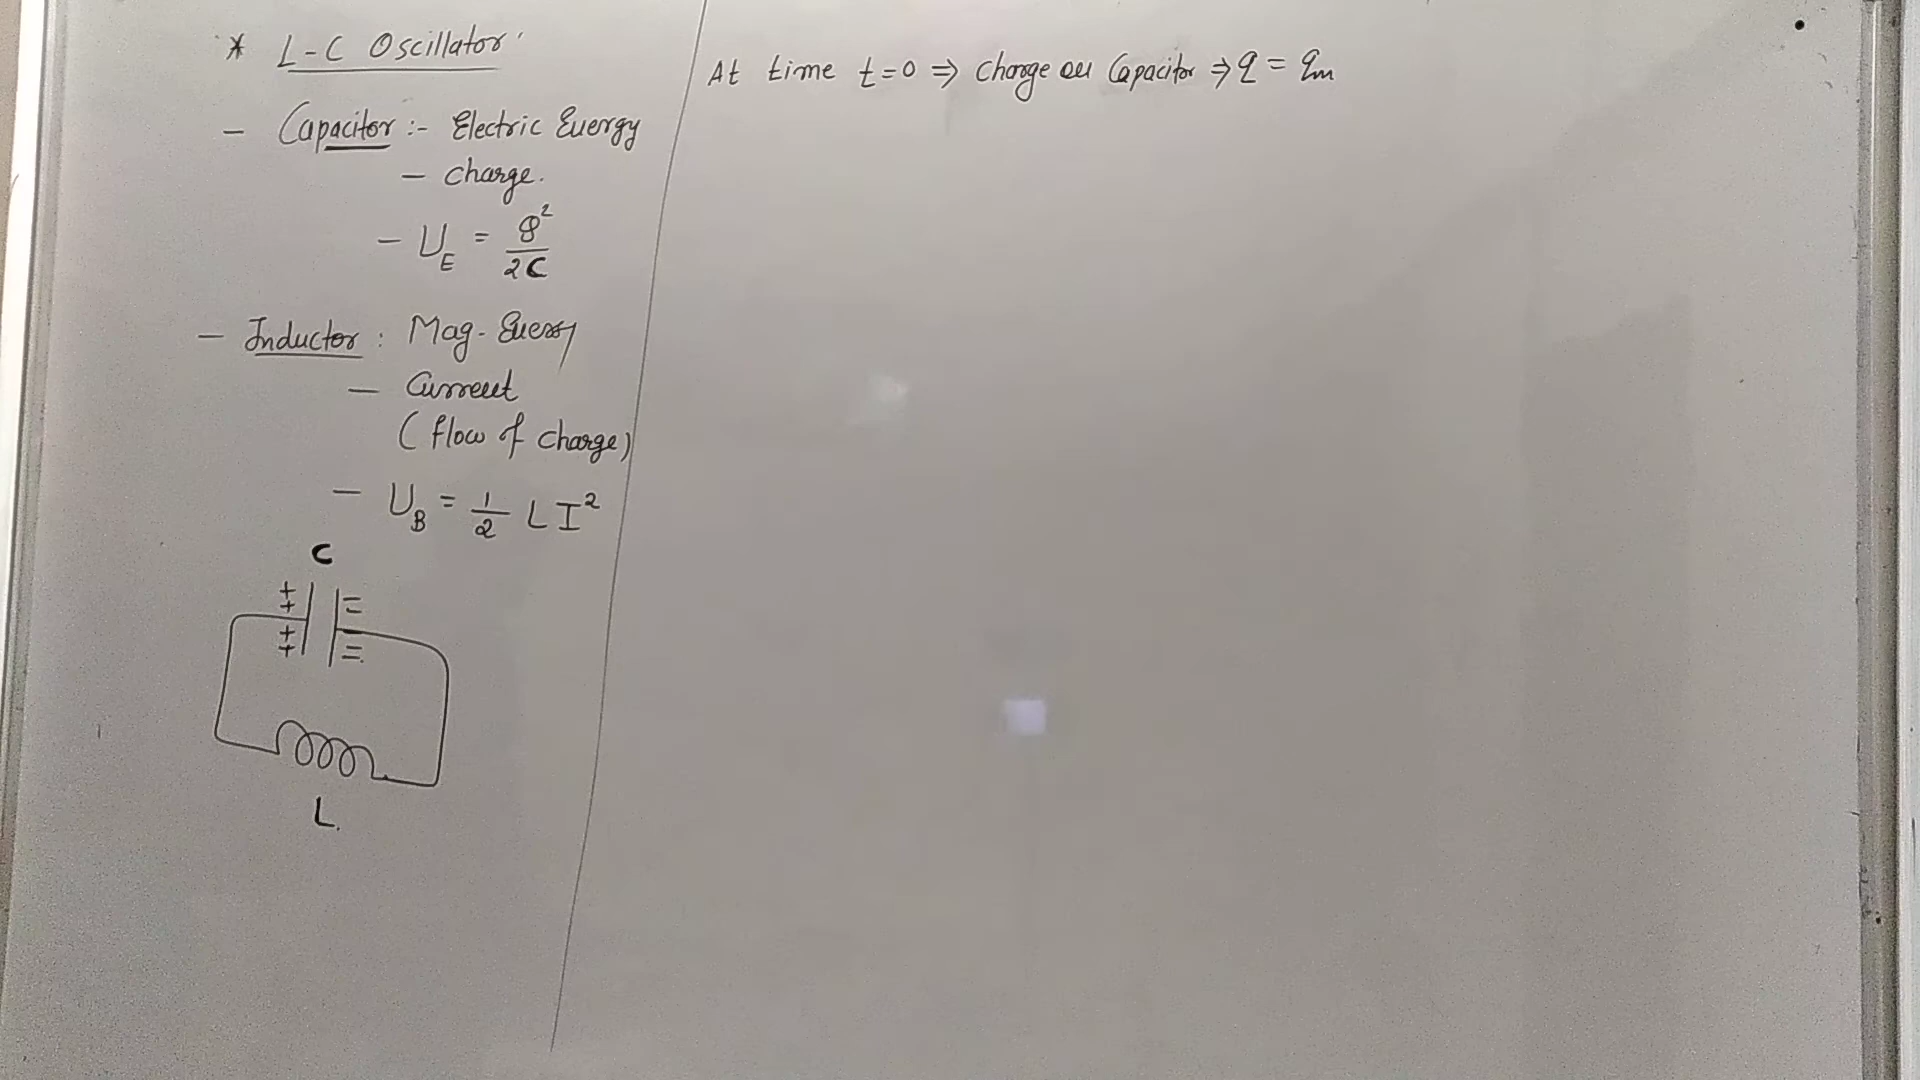 * L-C Oscillator
- Capacitor :- Electric Energy
- charge.
- U_E = q²/2C
- Inductor : Mag. Energy
- Current
(flow of charge)
- U_B = 1/2 L I²
C
+ + + +
L.
At time t=0 ⇒ Charge on Capacitor ⇒ q = qm